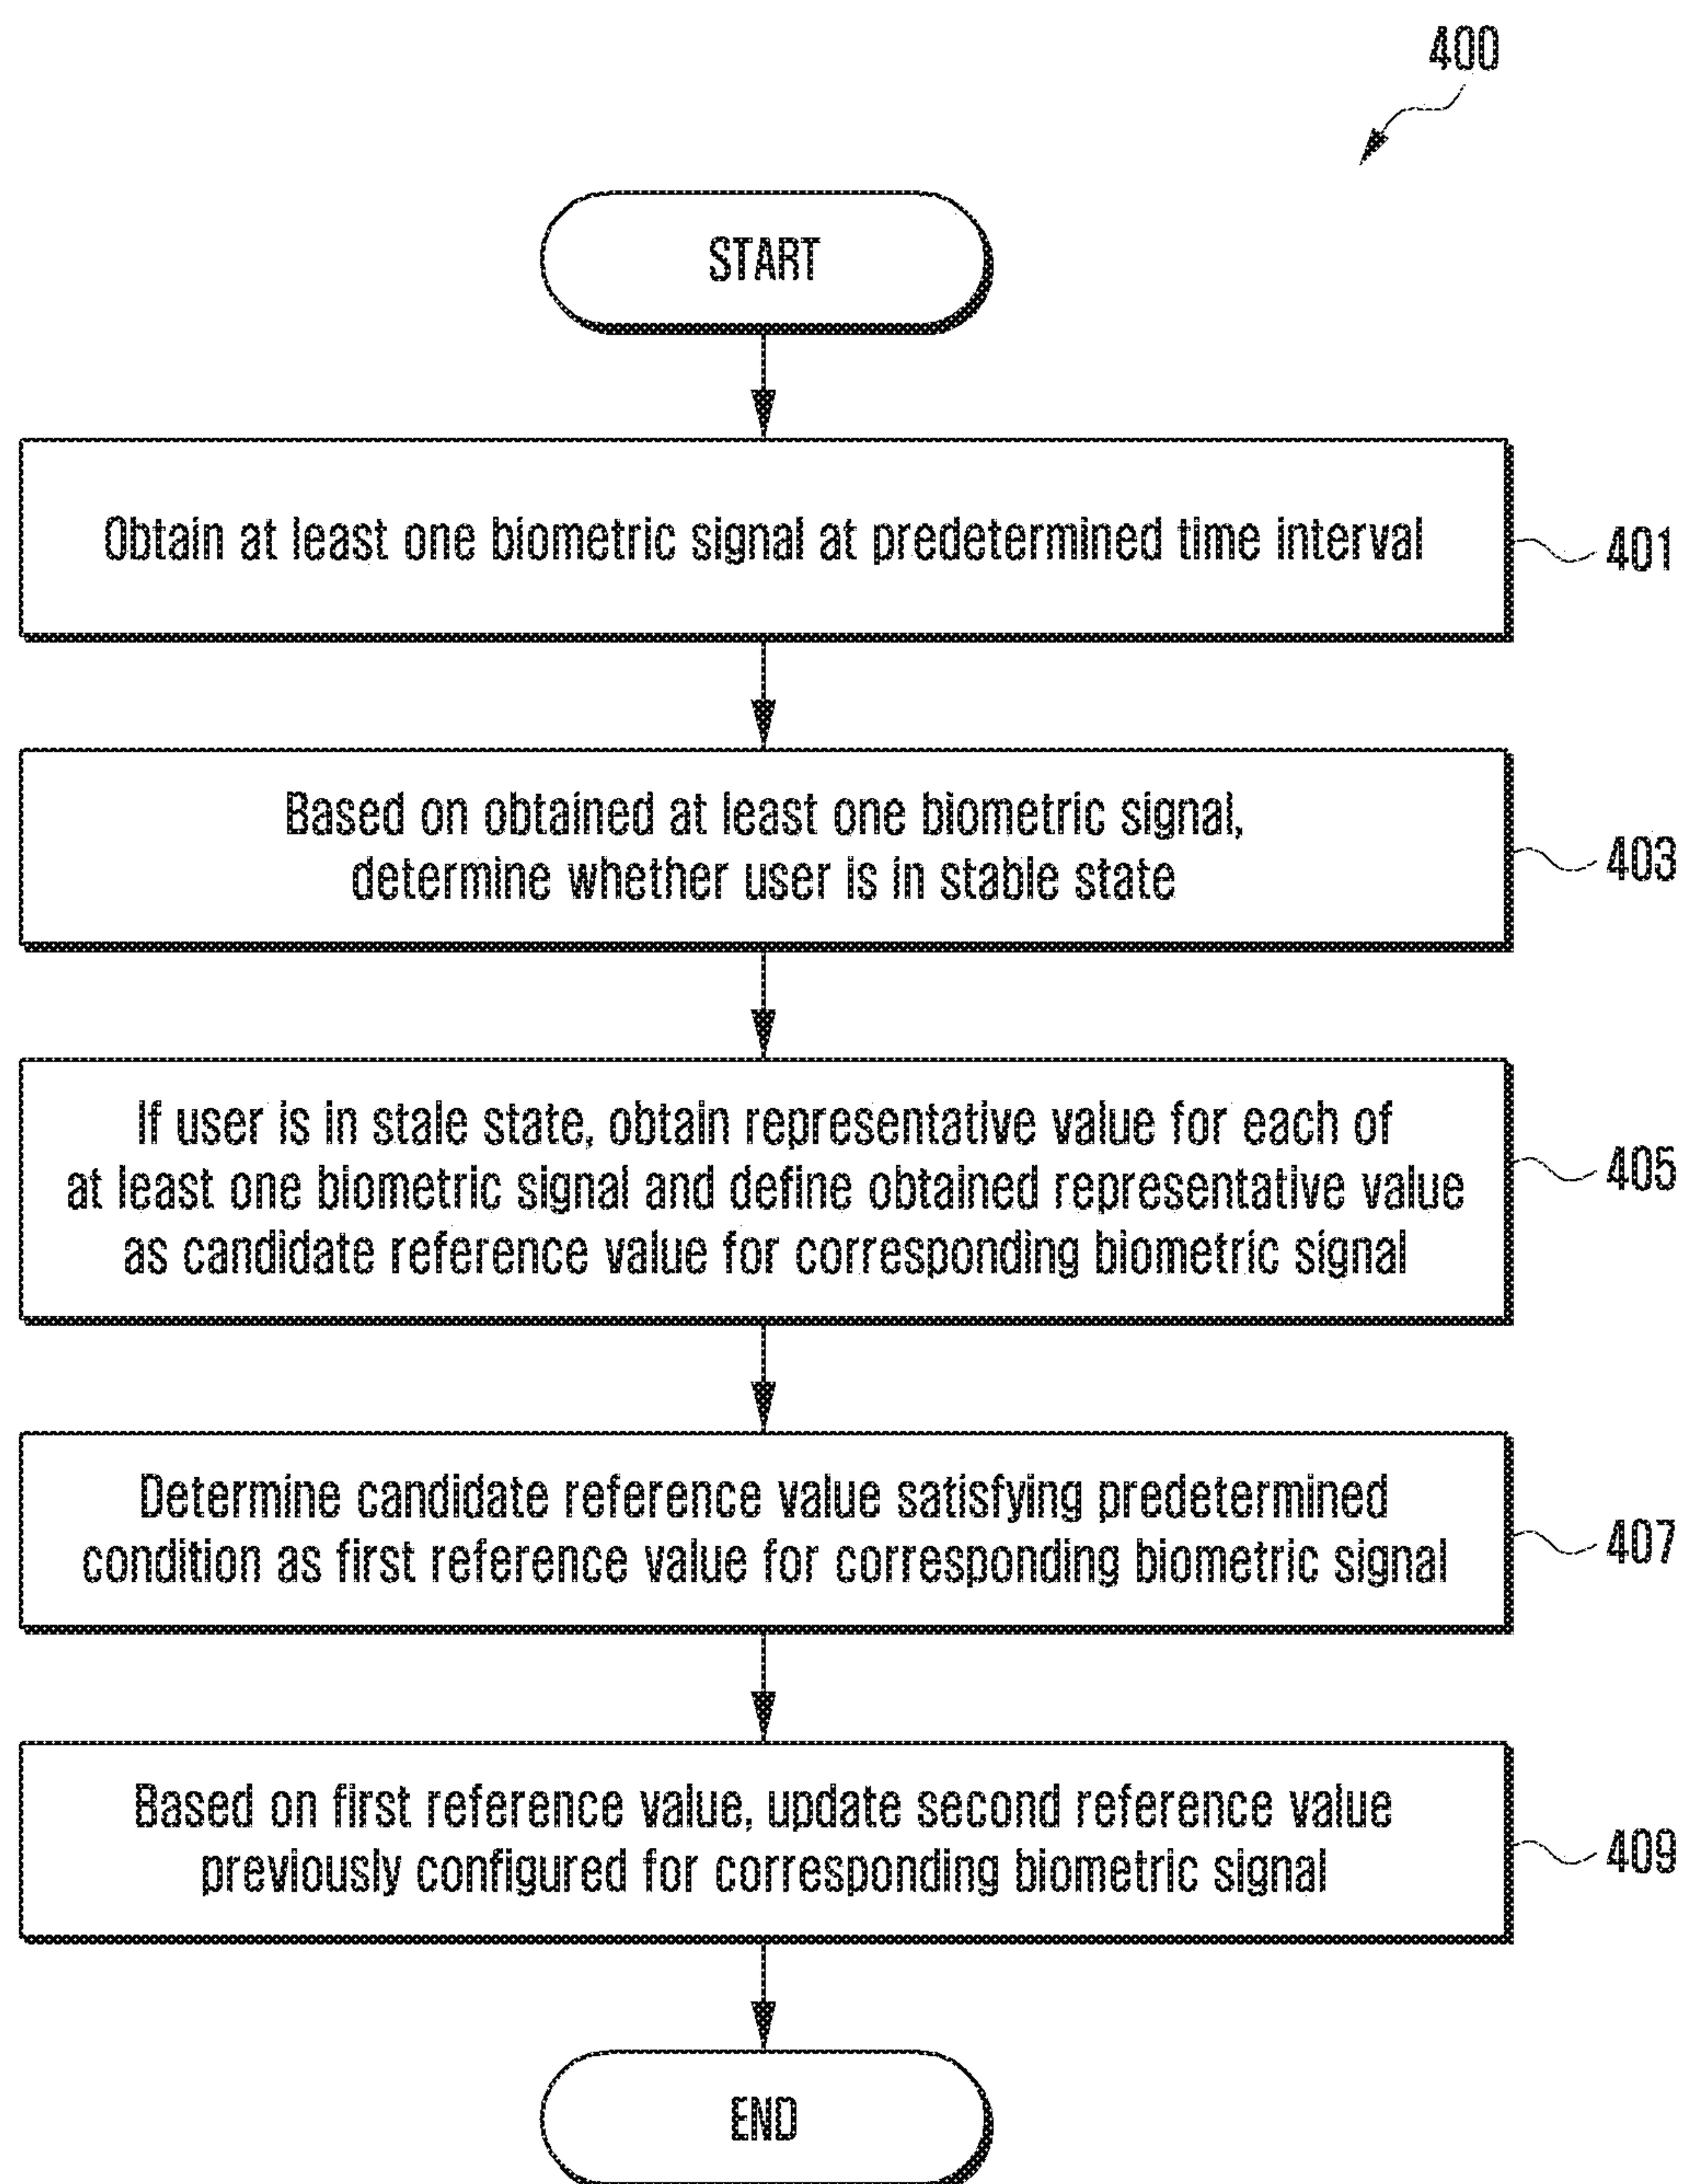 400
START
Obtain at least one biometric signal at predetermined time interval
401
Based on obtained at least one biometric signal,
determine whether user is in stable state
403
If user is in stale state, obtain representative value for each of
at least one biometric signal and define obtained representative value
as candidate reference value for corresponding biometric signal
405
Determine candidate reference value satisfying predetermined
condition as first reference value for corresponding biometric signal
407
Based on first reference value, update second reference value
previously configured for corresponding biometric signal
409
END